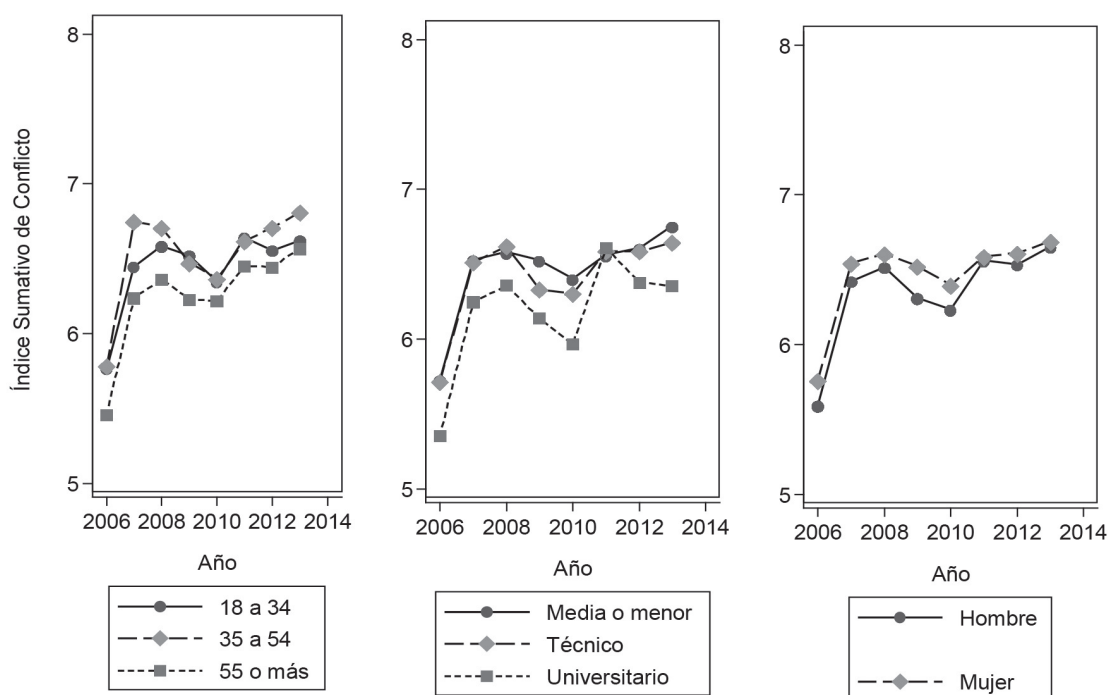 Índice Sumativo de Conflicto
8
7
6
5
2006 2008 2010 2012 2014
Año
18 a 34
35 a 54
55 o más
8
7
6
5
2006 2008 2010 2012 2014
Año
Media o menor
Técnico
Universitario
8
7
6
5
2006 2008 2010 2012 2014
Año
Hombre
Mujer